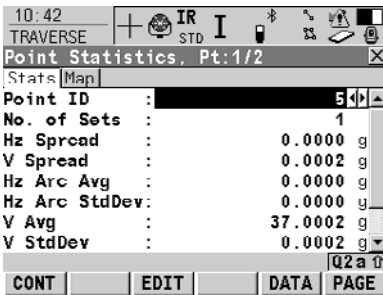 10:42
TRAVERSE
IR
STD
I
Point Statistics, Pt:1/2
Stats Map
Point ID : 5
No. of Sets : 1
Hz Spread : 0.0000 g
V Spread : 0.0002 g
Hz Arc Avg : 0.0000 g
Hz Arc StdDev: 0.0000 g
V Avg : 37.0002 g
V StdDev : 0.0002 g
Q2a
CONT EDIT DATA PAGE